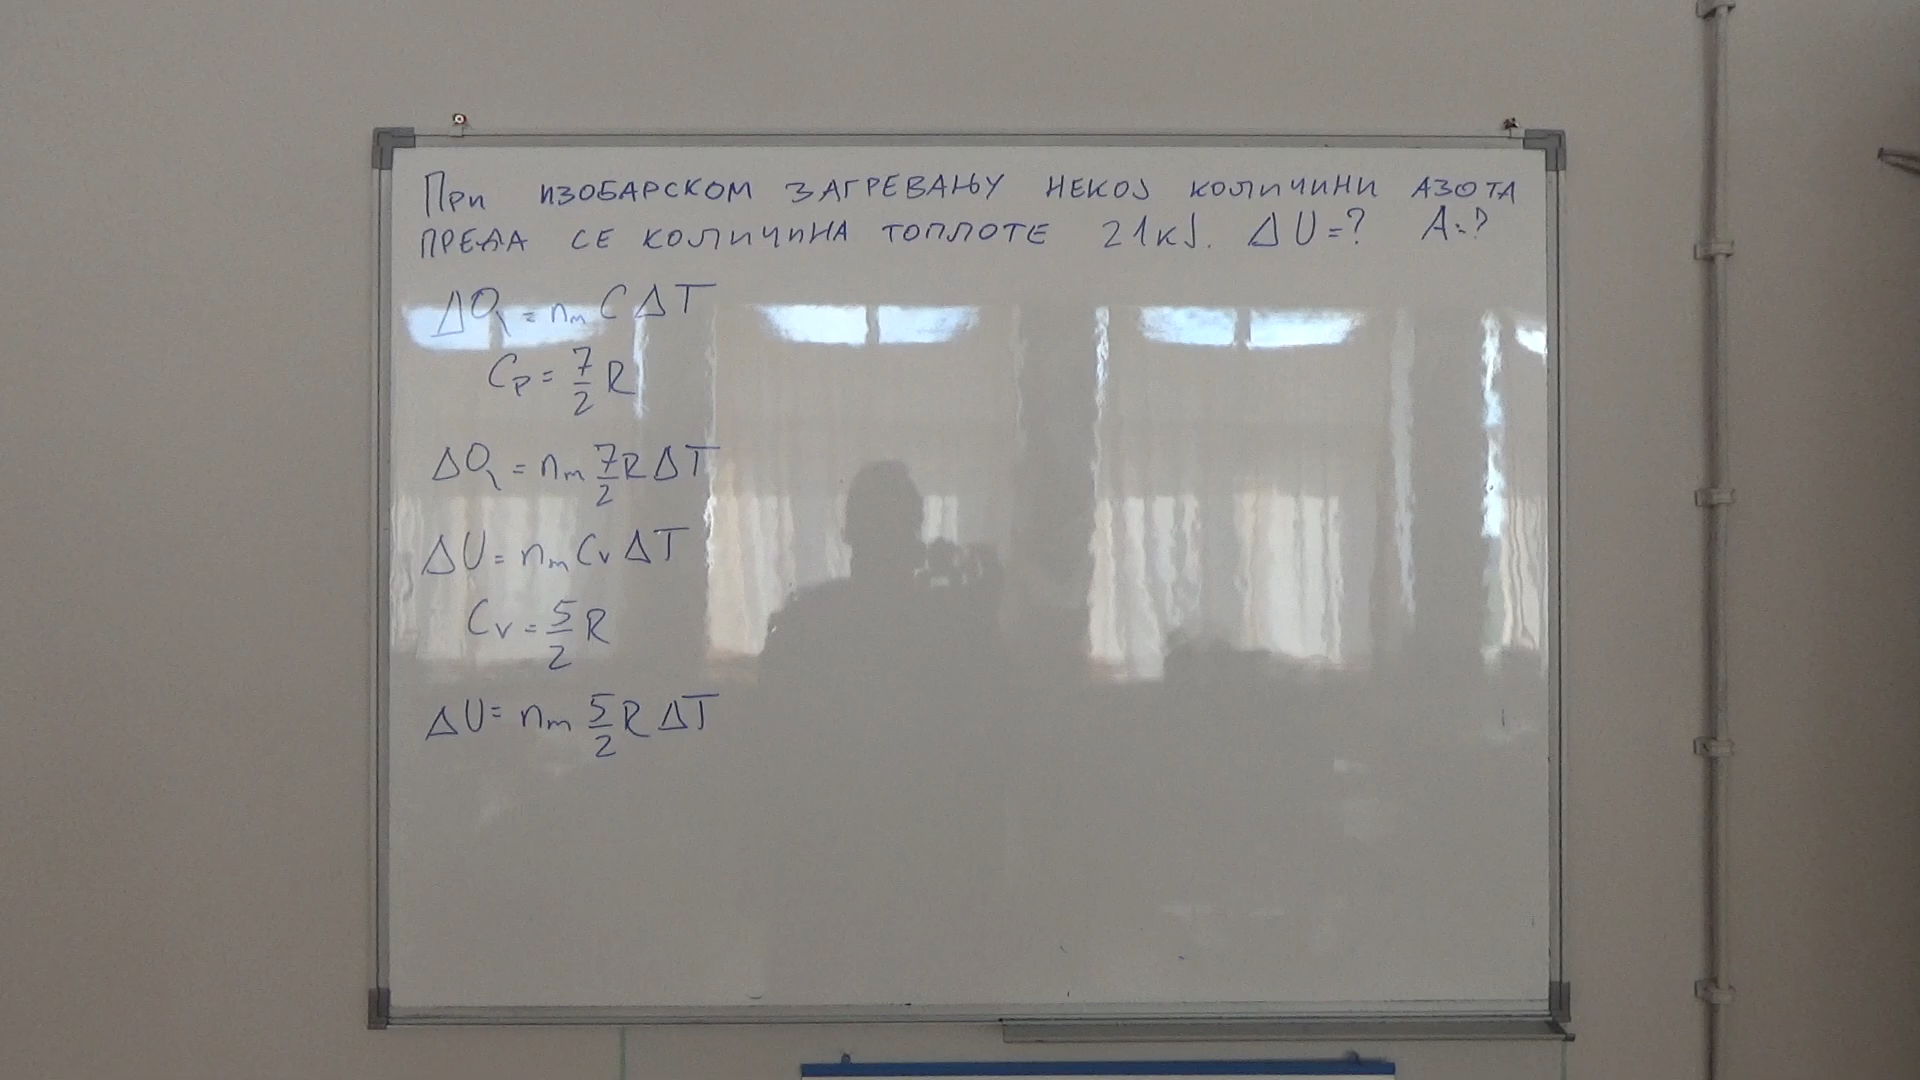 При ИЗОБАРСКОМ ЗАГРЕВАЊУ НЕКОЈ КОЛИЧИНИ АЗОТА
ПРЕДА СЕ КОЛИЧИНА ТОПЛОТЕ 21kJ. ΔU=? A=?
ΔQ = nm C ΔT
Cp = 7/2 R
ΔQ = nm 7/2 R ΔT
ΔU = nm Cv ΔT
Cv = 5/2 R
ΔU = nm 5/2 R ΔT